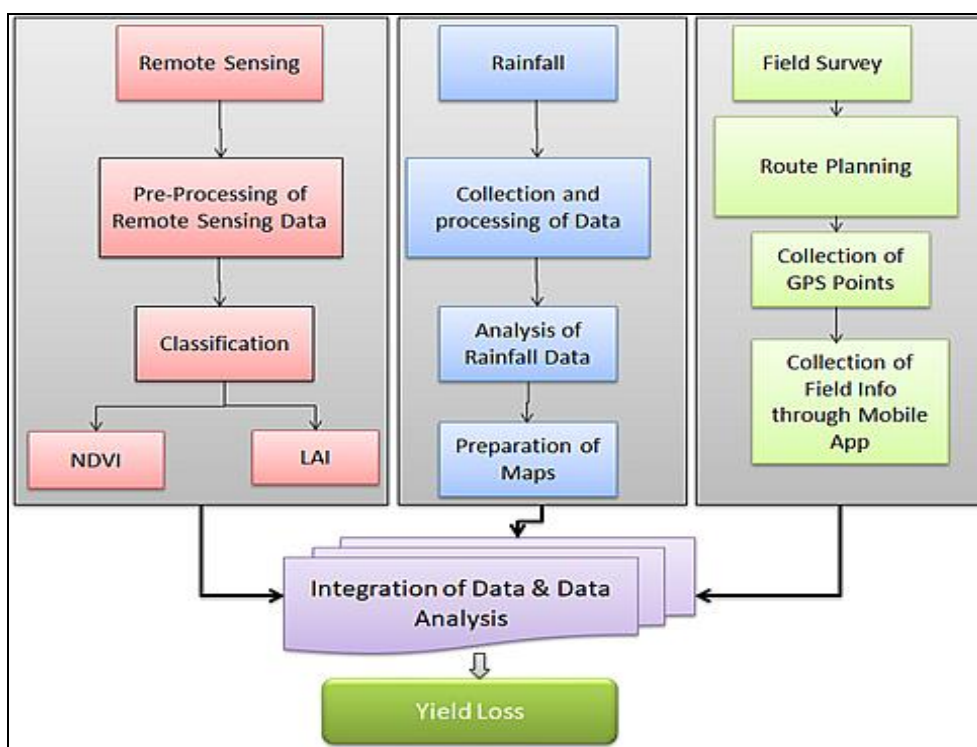 Remote Sensing
Pre-Processing of
Remote Sensing Data
Classification
NDVI
LAI
Rainfall
Collection and
processing of Data
Analysis of
Rainfall Data
Preparation of
Maps
Field Survey
Route Planning
Collection of
GPS Points
Collection of
Field Info
through Mobile
App
Integration of Data & Data
Analysis
Yield Loss